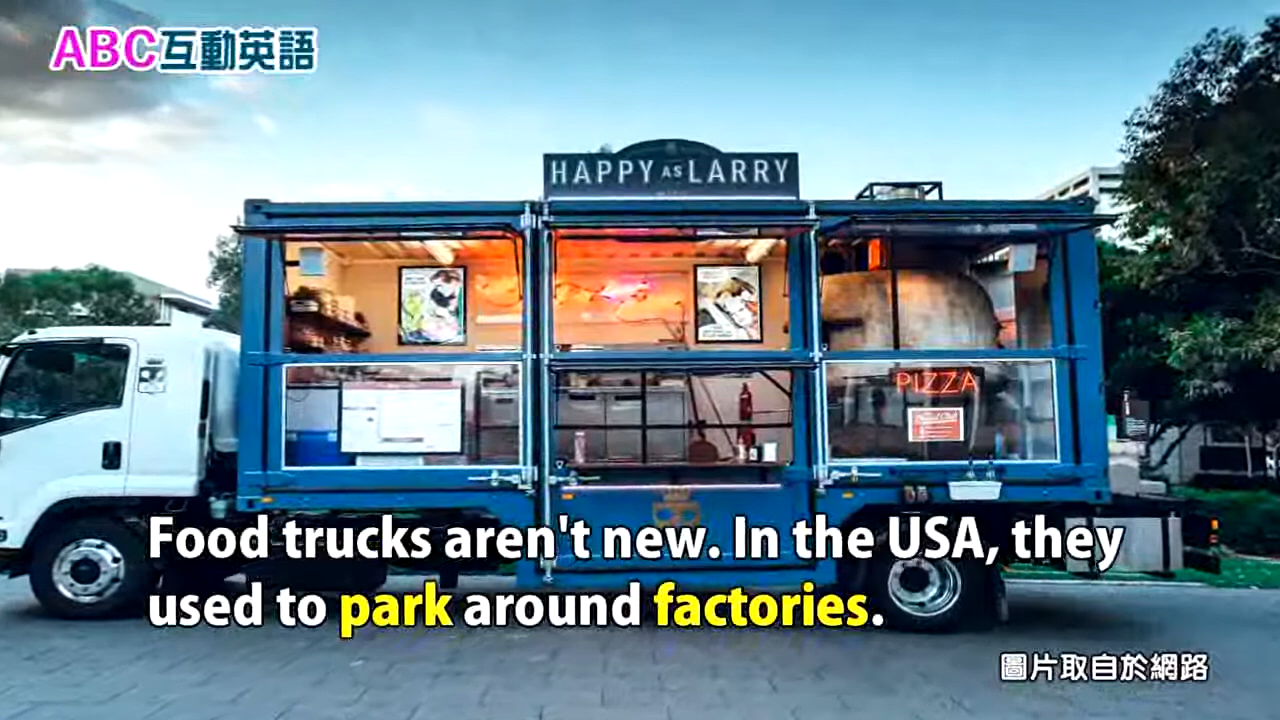 ABC互動英語
HAPPY AS LARRY
PIZZA
Food trucks aren't new. In the USA, they
used to park around factories.
圖片取自於網路